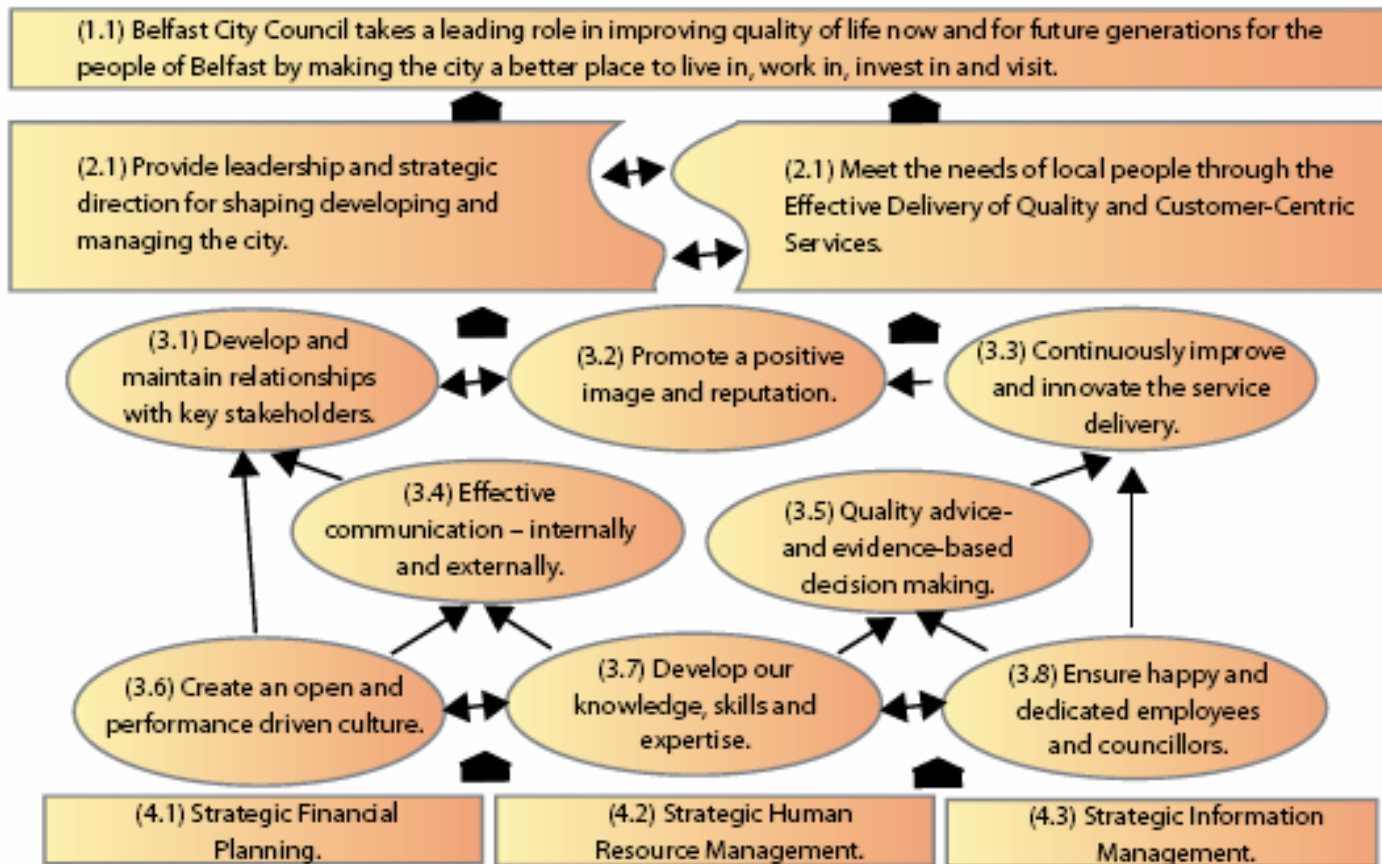 (1.1) Belfast City Council takes a leading role in improving quality of life now and for future generations for the
people of Belfast by making the city a better place to live in, work in, invest in and visit.
(2.1) Provide leadership and strategic
direction for shaping developing and
managing the city.
(2.1) Meet the needs of local people through the
Effective Delivery of Quality and Customer-Centric
Services.
(3.1) Develop and
maintain relationships
with key stakeholders.
(3.2) Promote a positive
image and reputation.
(3.3) Continuously improve
and innovate the service
delivery.
(3.4) Effective
communication – internally
and externally.
(3.5) Quality advice-
and evidence-based
decision making.
(3.6) Create an open and
performance driven culture.
(3.7) Develop our
knowledge, skills and
expertise.
(3.8) Ensure happy and
dedicated employees
and councillors.
(4.1) Strategic Financial
Planning.
(4.2) Strategic Human
Resource Management.
(4.3) Strategic Information
Management.